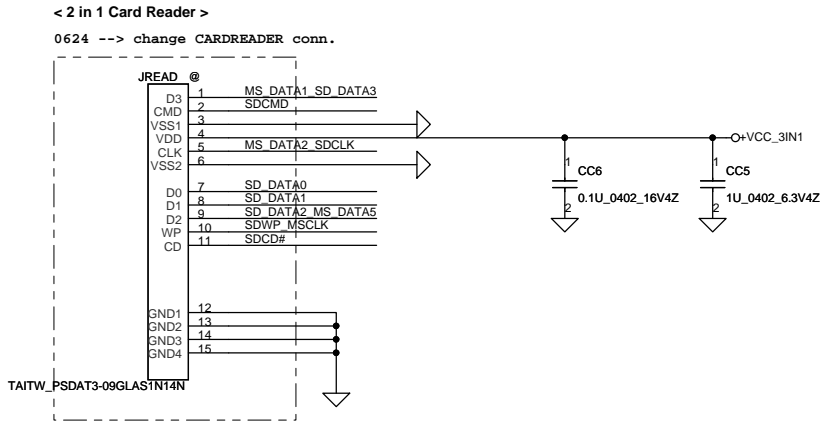 < 2 in 1 Card Reader >
0624 --> change CARDREADER conn.
JREAD @
D3 1 MS_DATA1_SD_DATA3
CMD 2 SDCMD
VSS1 3
VDD 4 +VCC_3IN1
CLK 5 MS_DATA2_SDCLK
VSS2 6
D0 7 SD_DATA0
D1 8 SD_DATA1
D2 9 SD_DATA2_MS_DATA5
WP 10 SDWP_MSCLK
CD 11 SDCD#
GND1 12
GND2 13
GND3 14
GND4 15
TAITW_PSDAT3-09GLAS1N14N
1
CC6
0.1U_0402_16V4Z
2
1
CC5
1U_0402_6.3V4Z
2